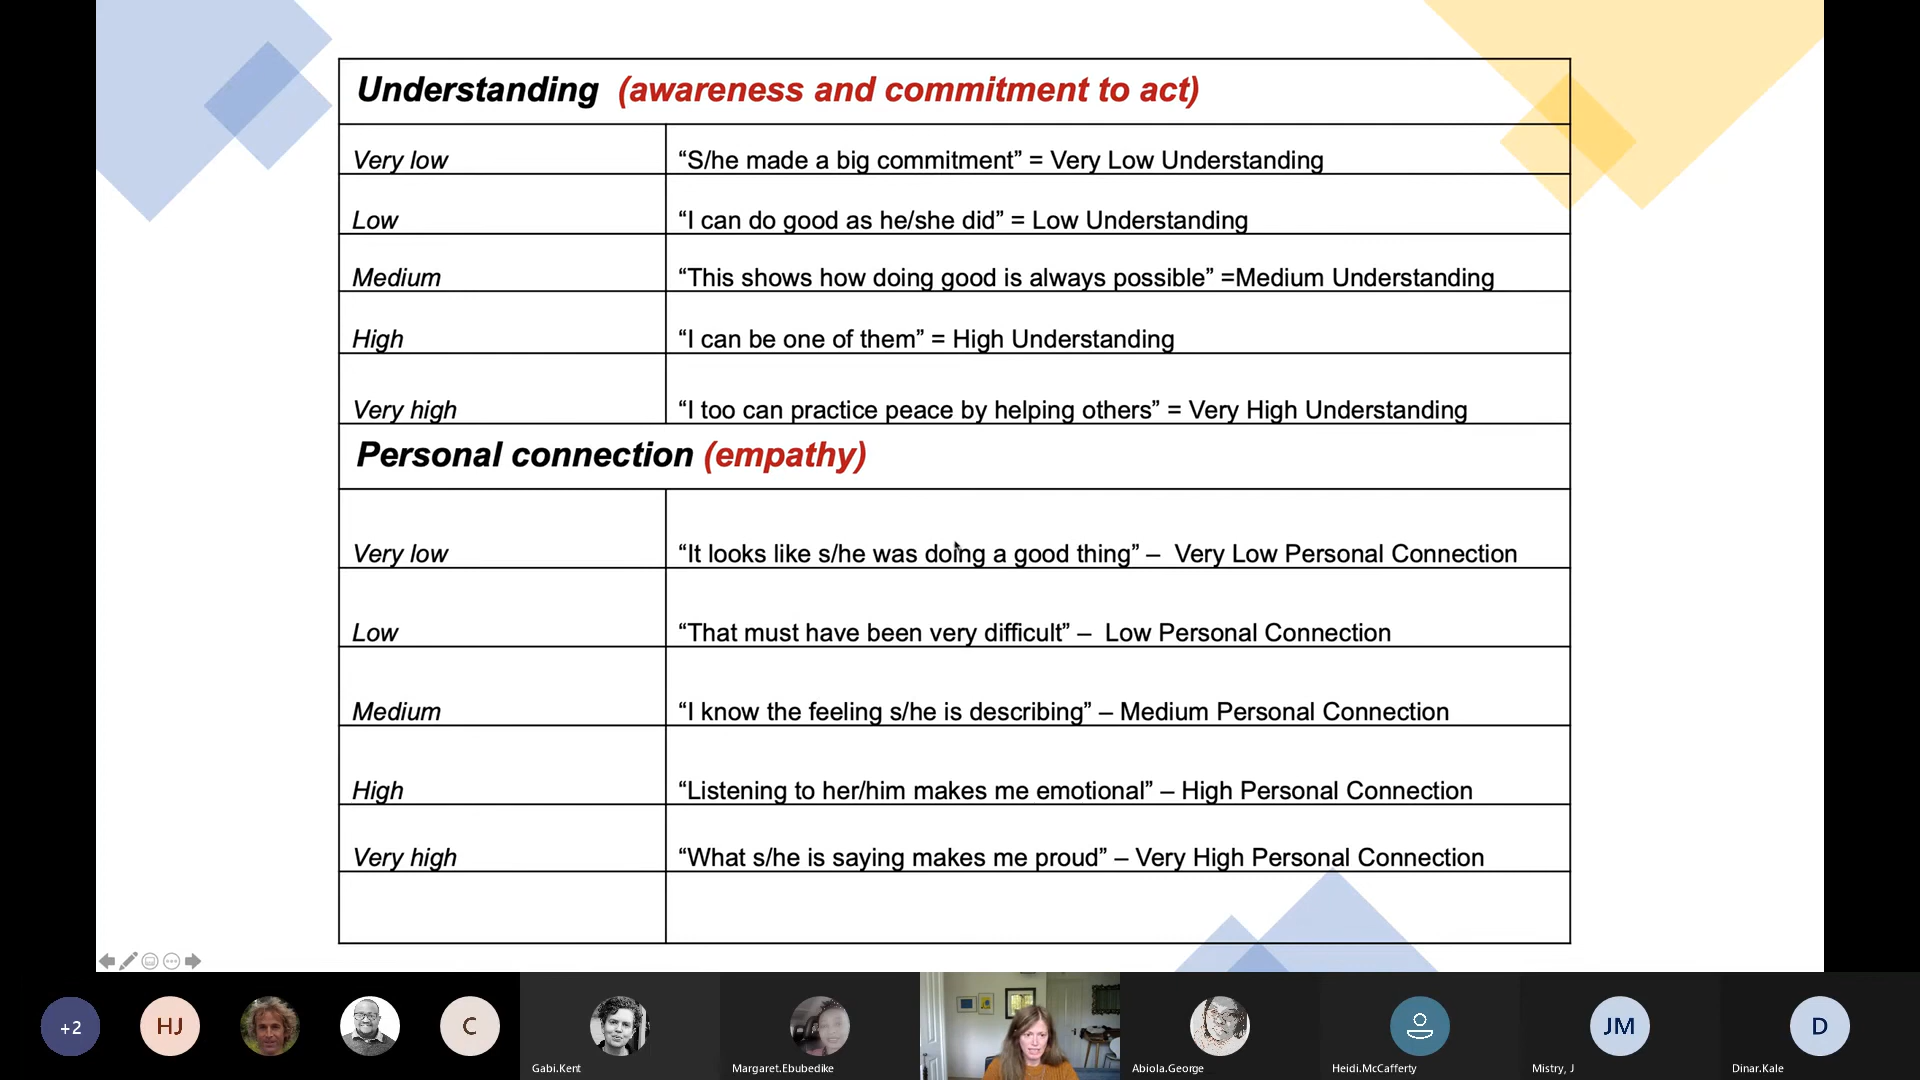 Understanding (awareness and commitment to act)
Very low
“S/he made a big commitment” = Very Low Understanding
Low
“I can do good as he/she did” = Low Understanding
Medium
“This shows how doing good is always possible” =Medium Understanding
High
“I can be one of them” = High Understanding
Very high
“I too can practice peace by helping others” = Very High Understanding
Personal connection (empathy)
Very low
“It looks like s/he was doing a good thing” – Very Low Personal Connection
Low
“That must have been very difficult” – Low Personal Connection
Medium
“I know the feeling s/he is describing” – Medium Personal Connection
High
“Listening to her/him makes me emotional” – High Personal Connection
Very high
“What s/he is saying makes me proud” – Very High Personal Connection
+2
HJ
C
Gabi.Kent
Margaret.Ebubedike
Abiola.George
Heidi.McCafferty
JM
Mistry, J
D
Dinar.Kale